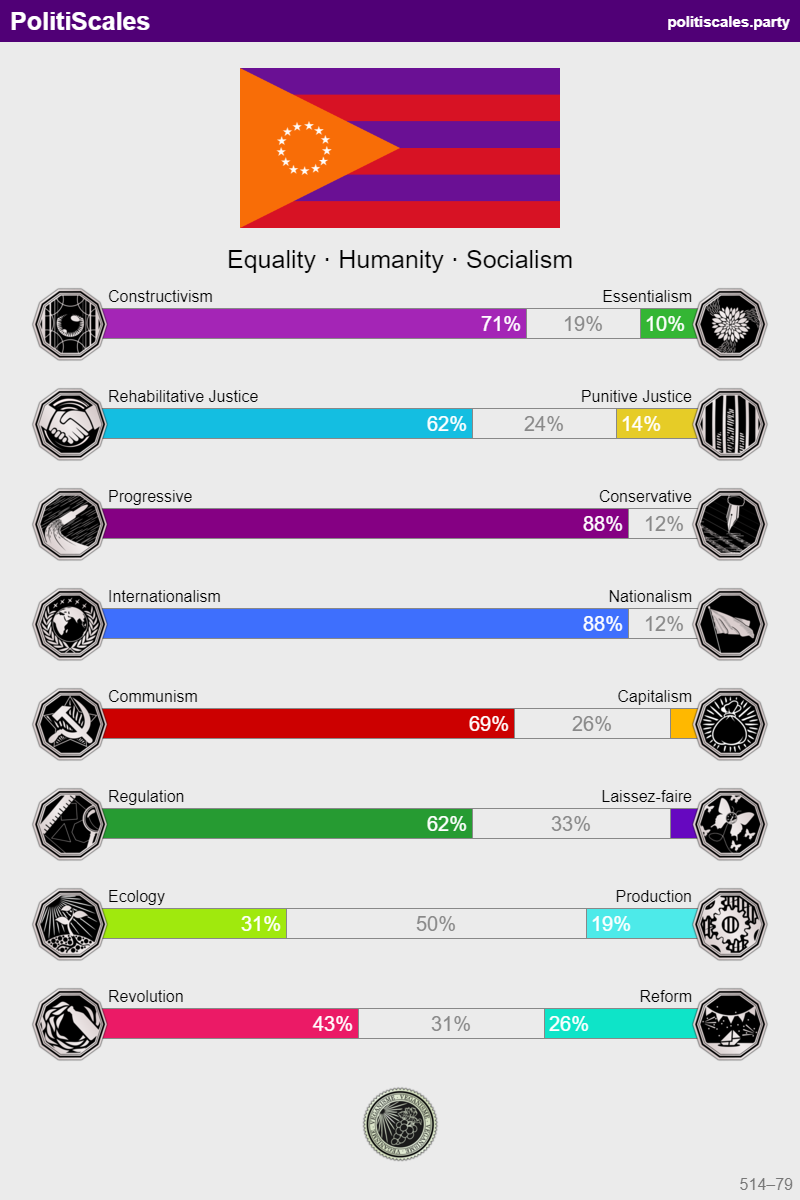 PolitiScales
politiscales.party
Equality · Humanity · Socialism
Constructivism Essentialism
71% 19% 10%
Rehabilitative Justice Punitive Justice
62% 24% 14%
Progressive Conservative
88% 12%
Internationalism Nationalism
88% 12%
Communism Capitalism
69% 26%
Regulation Laissez-faire
62% 33%
Ecology Production
31% 50% 19%
Revolution Reform
43% 31% 26%
VEGANISME
514–79